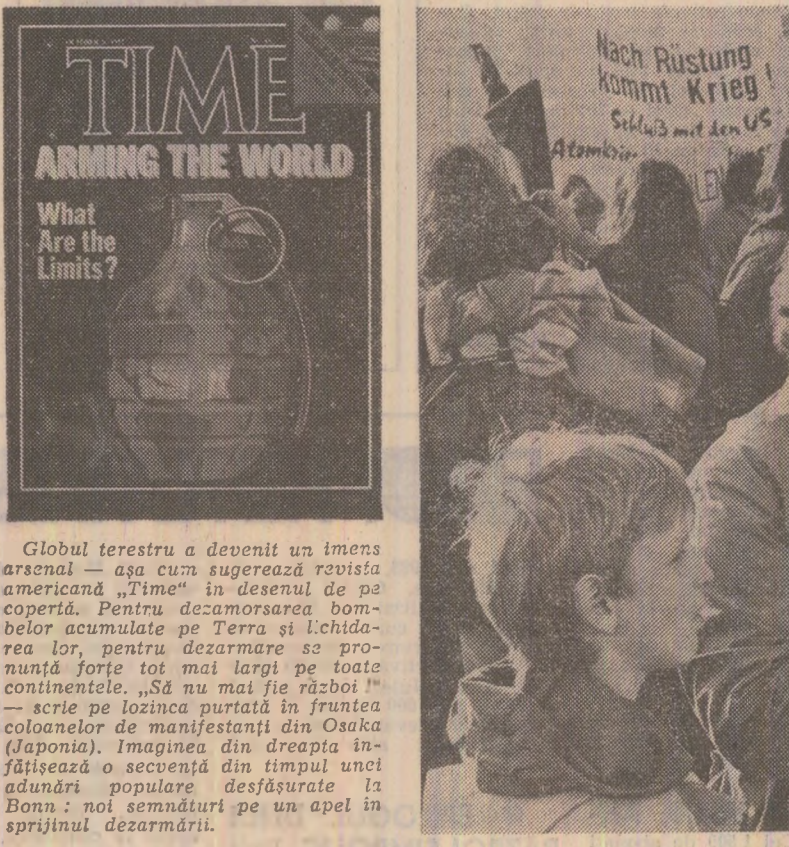 TIME
ARMING THE WORLD
What
Are the
Limits?
Globul terestru a devenit un imens
arsenal — așa cum sugerează revista
americană „Time“ în desenul de pe
copertă. Pentru dezamorsarea bom-
belor acumulate pe Terra și lichida-
rea lor, pentru dezarmare se pro-
nunță forțe tot mai largi pe toate
continentele. „Să nu mai fie război !“
— scrie pe lozinca purtată în fruntea
coloanelor de manifestanți din Osaka
(Japonia). Imaginea din dreapta în-
fățișează o secvență din timpul unei
adunări populare desfășurate la
Bonn : noi semnături pe un apel în
sprijinul dezarmării.
Nach Rüstung
kommt Krieg !
Schluß mit den US